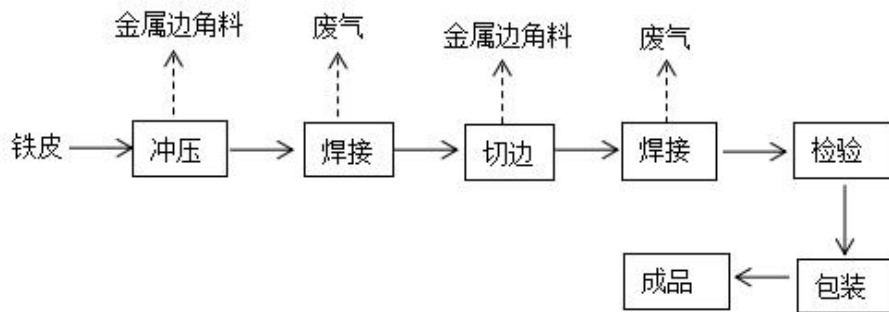 金属边角料 废气 金属边角料 废气
铁皮 冲压 焊接 切边 焊接 检验
成品 包装